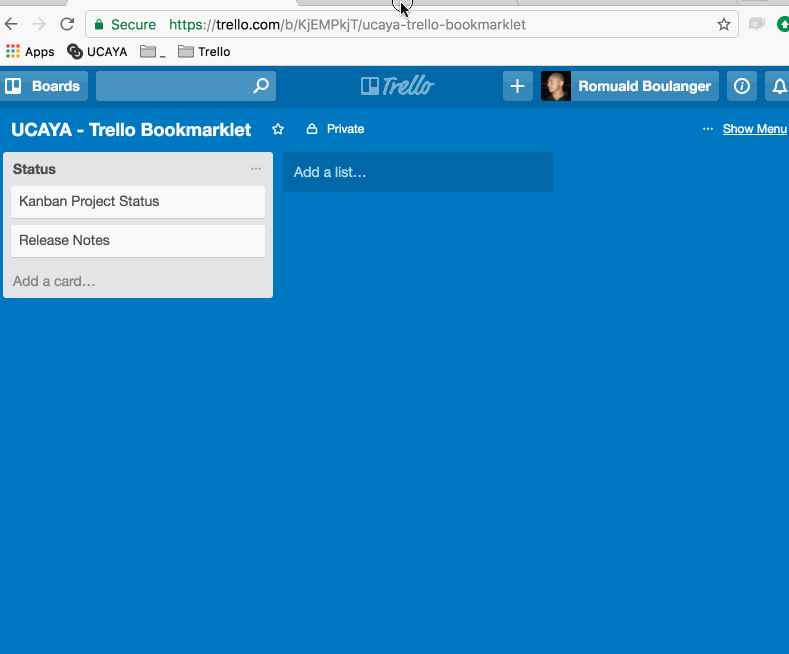 Secure https://trello.com/b/KjEMPkjT/ucaya-trello-bookmarklet
Apps UCAYA _ Trello
Boards Trello + Romuald Boulanger
UCAYA - Trello Bookmarklet Private ··· Show Menu
Status ··· Add a list…
Kanban Project Status
Release Notes
Add a card…